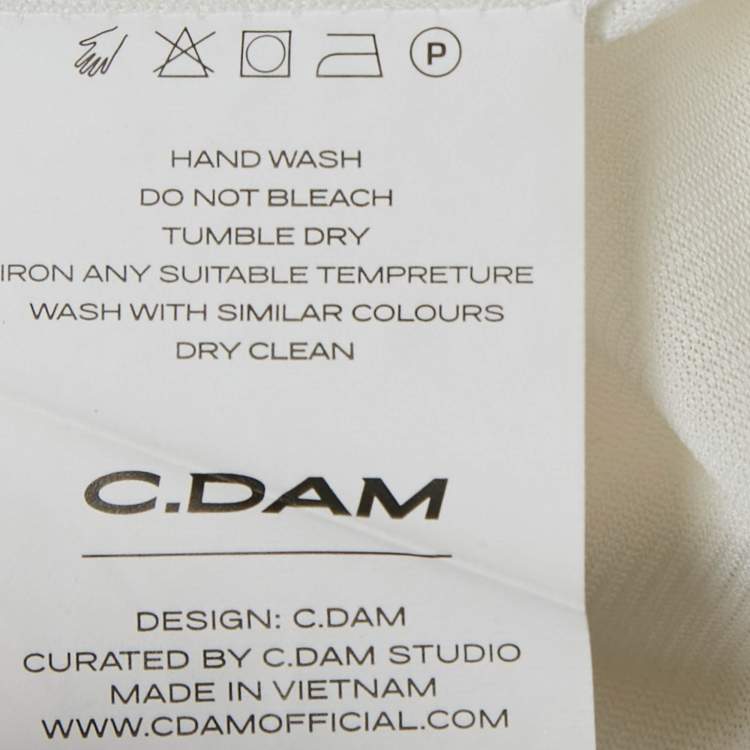 P
HAND WASH
DO NOT BLEACH
TUMBLE DRY
IRON ANY SUITABLE TEMPRETURE
WASH WITH SIMILAR COLOURS
DRY CLEAN
C.DAM
DESIGN: C.DAM
CURATED BY C.DAM STUDIO
MADE IN VIETNAM
WWW.CDAMOFFICIAL.COM